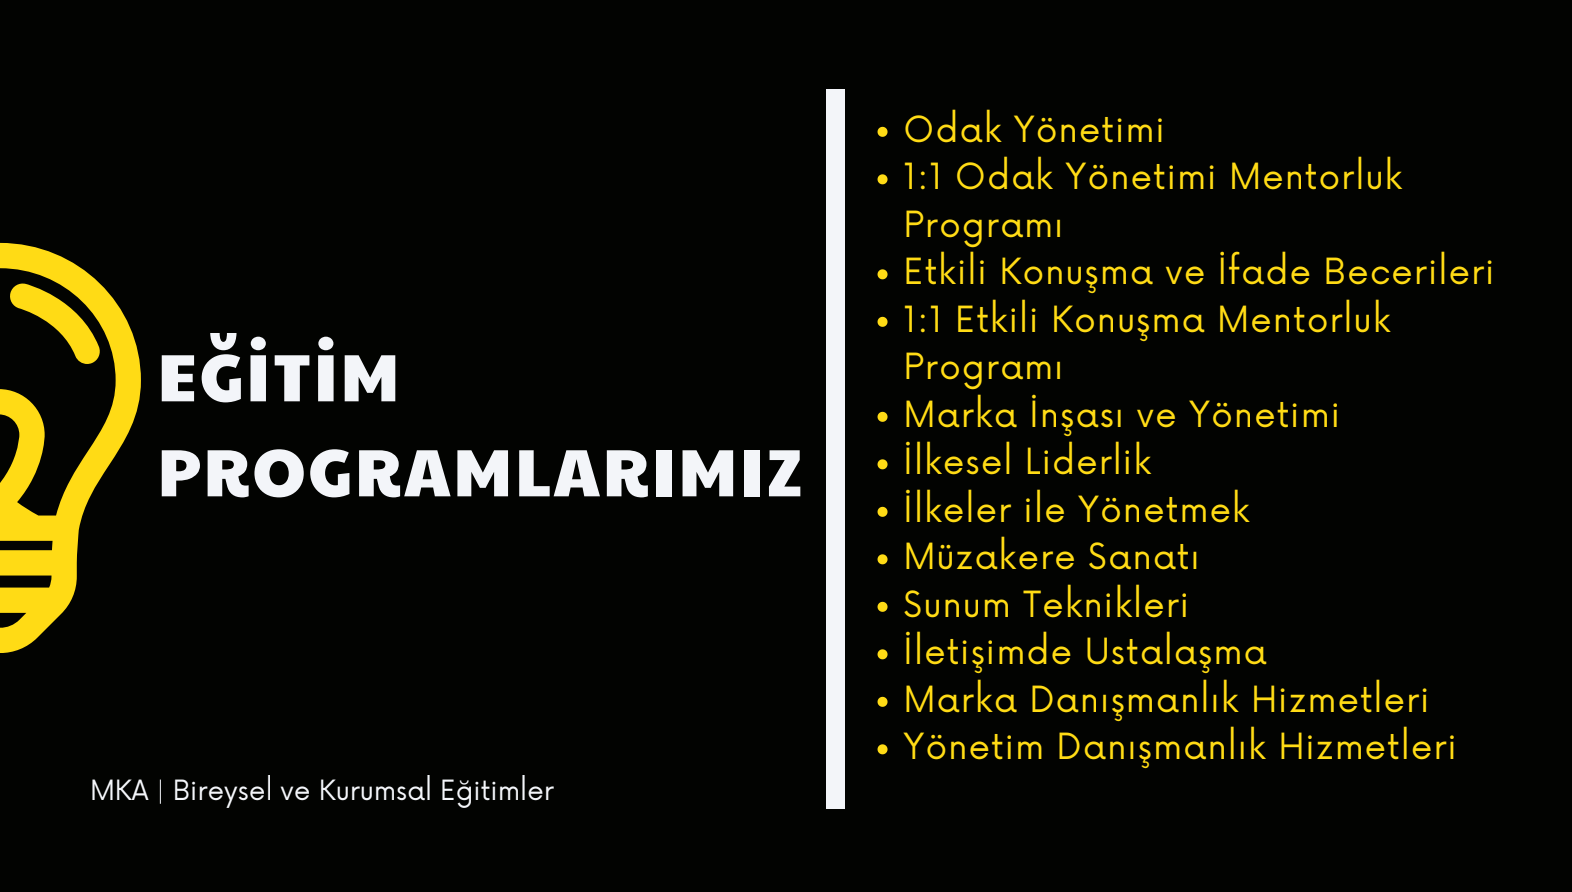 EĞİTİM
PROGRAMLARIMIZ
MKA | Bireysel ve Kurumsal Eğitimler
• Odak Yönetimi
• 1:1 Odak Yönetimi Mentorluk
Programı
• Etkili Konuşma ve İfade Becerileri
• 1:1 Etkili Konuşma Mentorluk
Programı
• Marka İnşası ve Yönetimi
• İlkesel Liderlik
• İlkeler ile Yönetmek
• Müzakere Sanatı
• Sunum Teknikleri
• İletişimde Ustalaşma
• Marka Danışmanlık Hizmetleri
• Yönetim Danışmanlık Hizmetleri